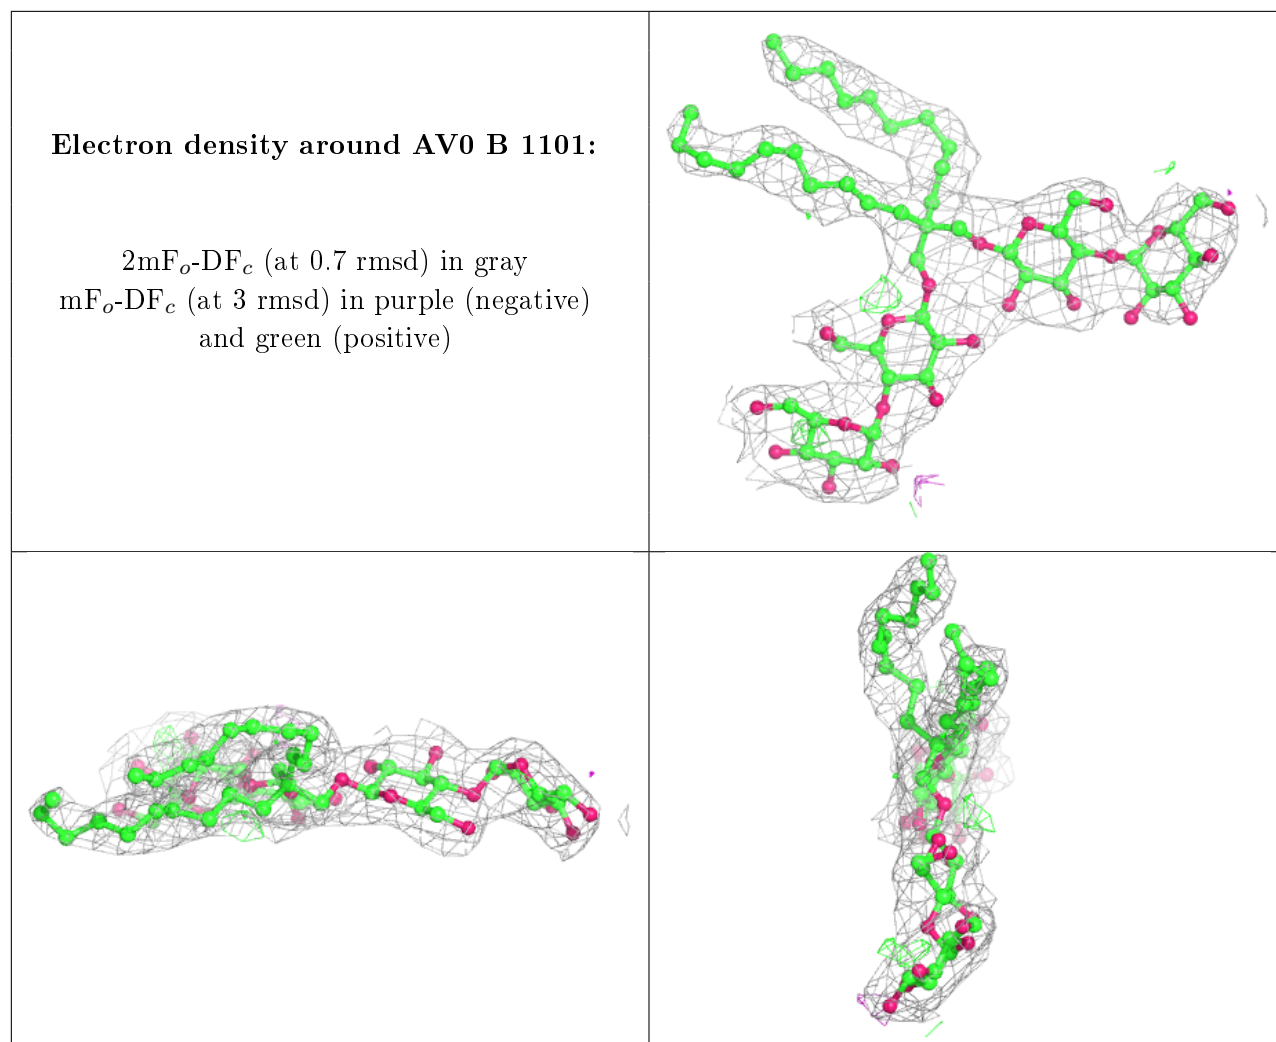 Electron density around AV0 B 1101:
2mFo-DFc (at 0.7 rmsd) in gray
mFo-DFc (at 3 rmsd) in purple (negative)
and green (positive)